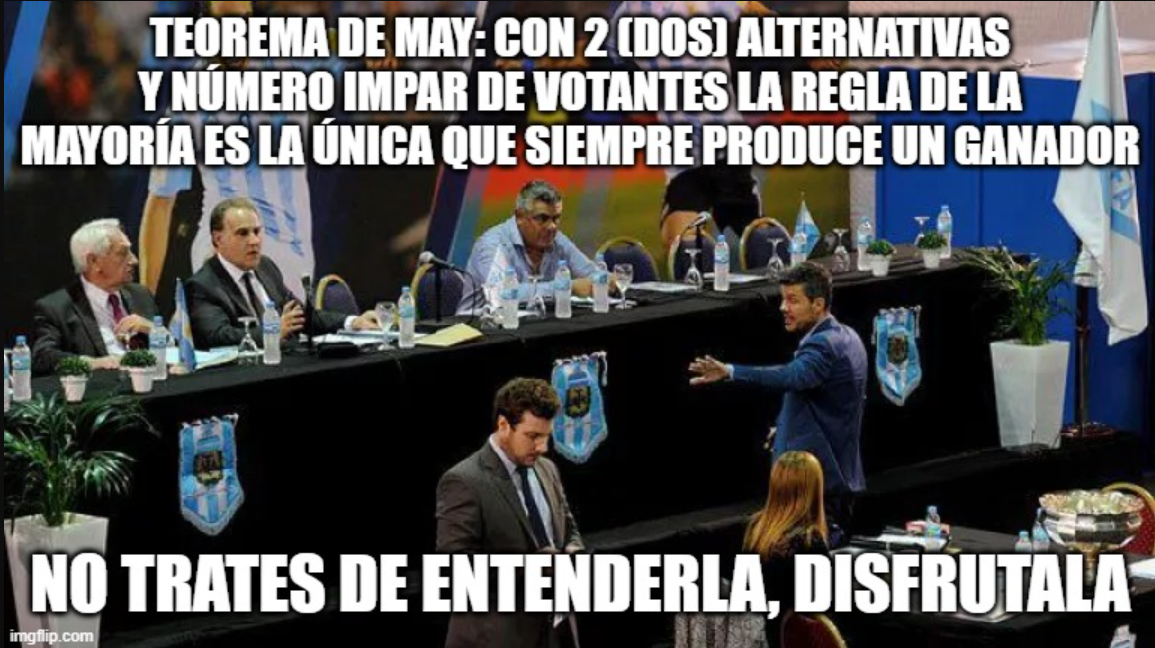 TEOREMA DE MAY: CON 2 (DOS) ALTERNATIVAS
Y NÚMERO IMPAR DE VOTANTES LA REGLA DE LA
MAYORÍA ES LA ÚNICA QUE SIEMPRE PRODUCE UN GANADOR
NO TRATES DE ENTENDERLA, DISFRUTALA
imgflip.com